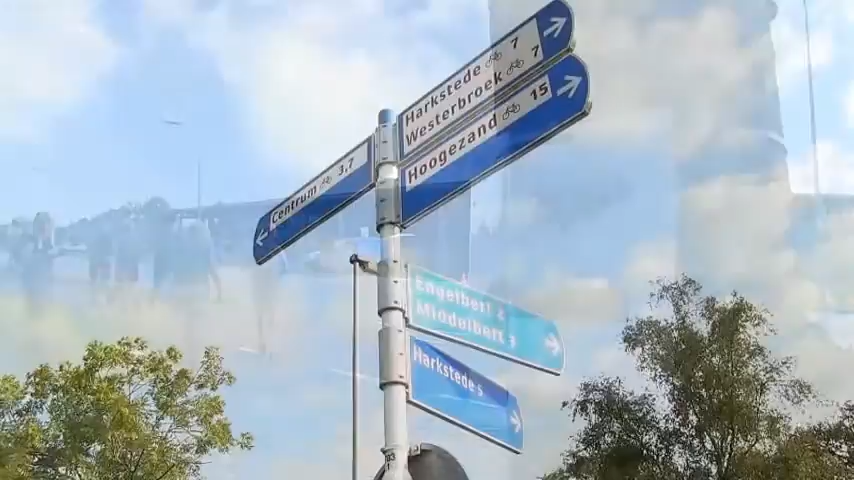 Harkstede 7
Westerbroek 7
Hoogezand 15
Centrum 3,7
Engelbert 2
Middelbert 3
Harkstede 5